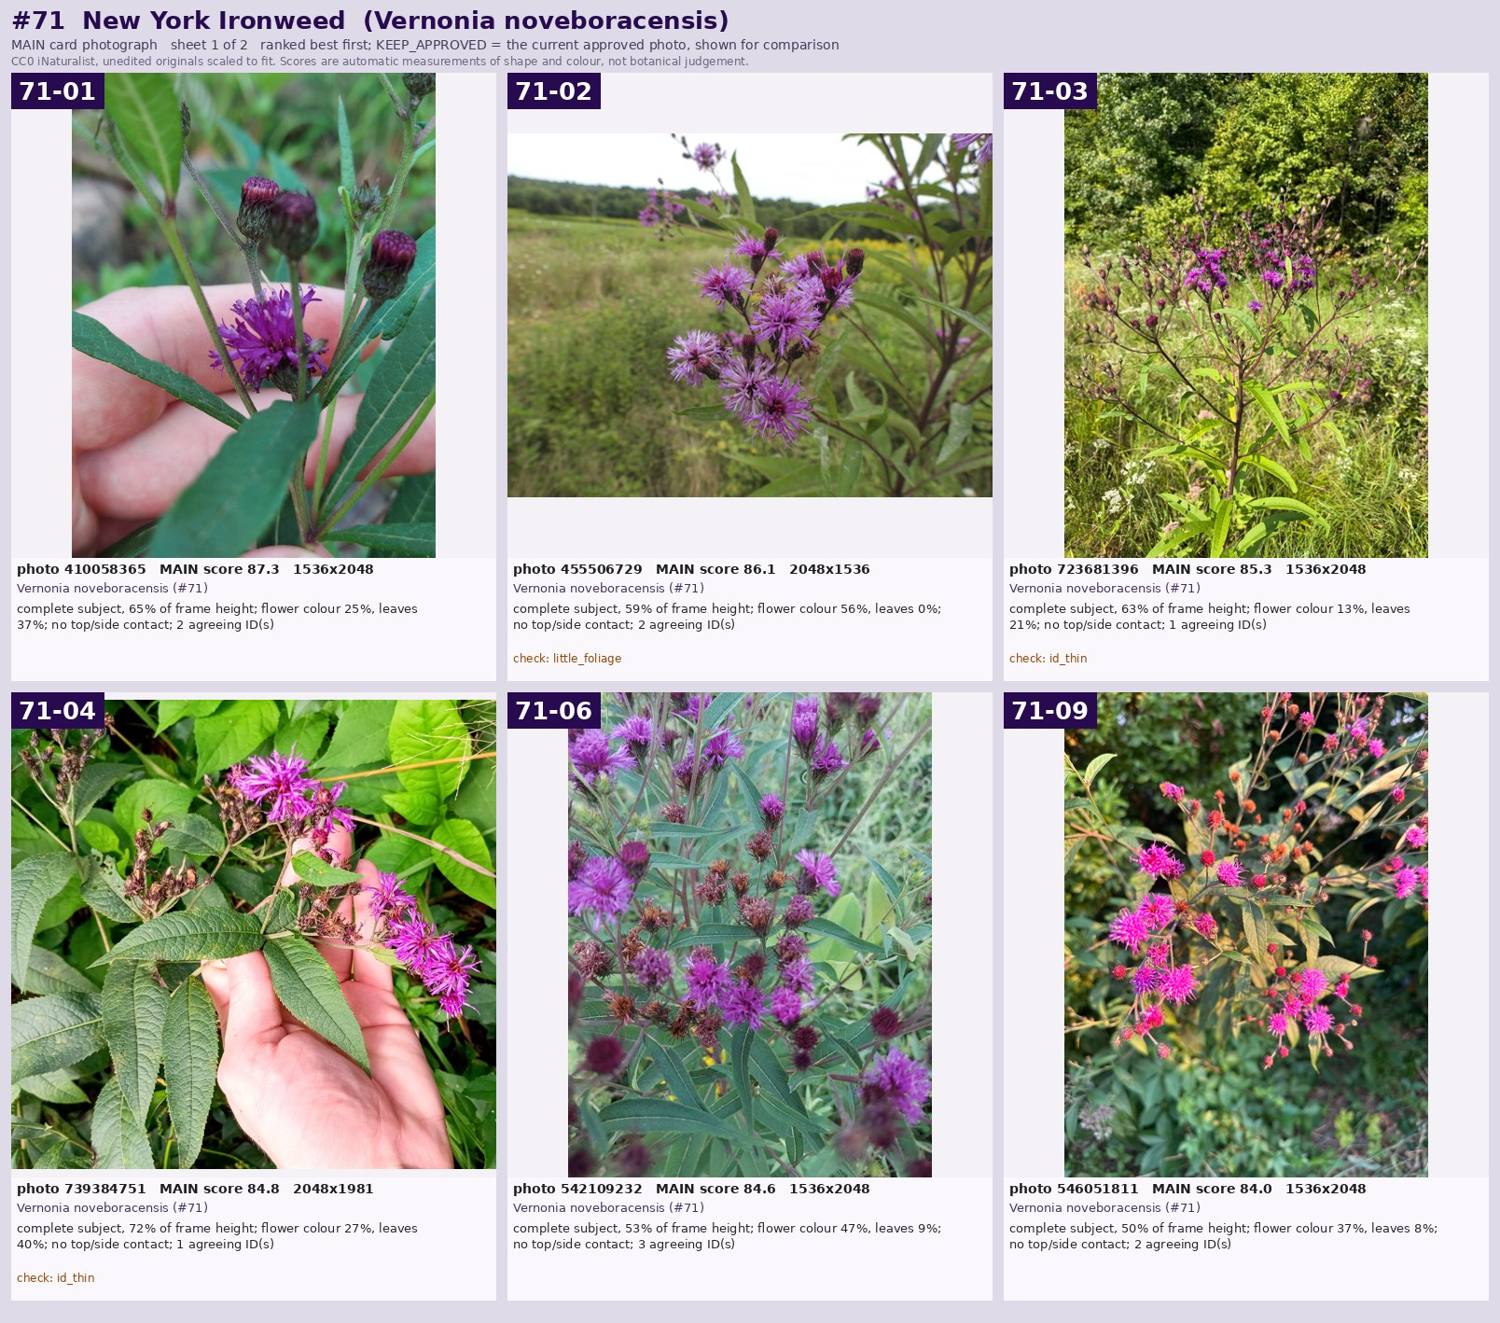 #71 New York Ironweed (Vernonia noveboracensis)
MAIN card photograph sheet 1 of 2 ranked best first; KEEP_APPROVED = the current approved photo, shown for comparison
CC0 iNaturalist, unedited originals scaled to fit. Scores are automatic measurements of shape and colour, not botanical judgement.
71-01
photo 410058365 MAIN score 87.3 1536x2048
Vernonia noveboracensis (#71)
complete subject, 65% of frame height; flower colour 25%, leaves
37%; no top/side contact; 2 agreeing ID(s)
71-02
photo 455506729 MAIN score 86.1 2048x1536
Vernonia noveboracensis (#71)
complete subject, 59% of frame height; flower colour 56%, leaves 0%;
no top/side contact; 2 agreeing ID(s)
check: little_foliage
71-03
photo 723681396 MAIN score 85.3 1536x2048
Vernonia noveboracensis (#71)
complete subject, 63% of frame height; flower colour 13%, leaves
21%; no top/side contact; 1 agreeing ID(s)
check: id_thin
71-04
photo 739384751 MAIN score 84.8 2048x1981
Vernonia noveboracensis (#71)
complete subject, 72% of frame height; flower colour 27%, leaves
40%; no top/side contact; 1 agreeing ID(s)
check: id_thin
71-06
photo 542109232 MAIN score 84.6 1536x2048
Vernonia noveboracensis (#71)
complete subject, 53% of frame height; flower colour 47%, leaves 9%;
no top/side contact; 3 agreeing ID(s)
71-09
photo 546051811 MAIN score 84.0 1536x2048
Vernonia noveboracensis (#71)
complete subject, 50% of frame height; flower colour 37%, leaves 8%;
no top/side contact; 2 agreeing ID(s)